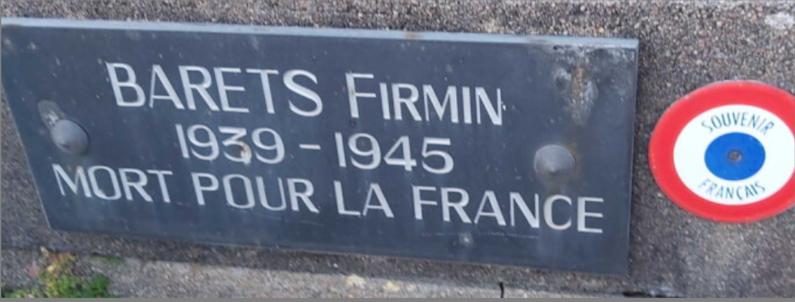 BARETS FIRMIN
1939 - 1945
MORT POUR LA FRANCE
SOUVENIR
FRANÇAIS